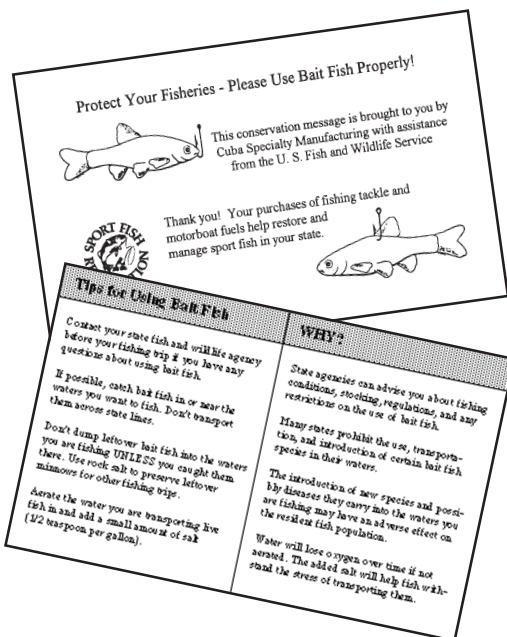 Protect Your Fisheries - Please Use Bait Fish Properly!
This conservation message is brought to you by
Cuba Specialty Manufacturing with assistance
from the U. S. Fish and Wildlife Service
Thank you! Your purchases of fishing tackle and
motorboat fuels help restore and
manage sport fish in your state.
SPORT FISH
Tips for Using Bait Fish
Contact your state fish and wildlife agency
before your fishing trip if you have any
questions about using bait fish.
If possible, catch bait fish in or near the
waters you want to fish. Don't transport
them across state lines.
Don't dump leftover bait fish into the waters
you are fishing UNLESS you caught them
there. Use rock salt to preserve leftover
minnows for other fishing trips.
Aerate the water you are transporting live
fish in and add a small amount of salt
(1/2 teaspoon per gallon).
WHY?
State agencies can advise you about fishing
conditions, stocking, regulations, and any
restrictions on the use of bait fish.
Many states prohibit the use, transporta-
tion, and introduction of certain bait fish
species in their waters.
The introduction of new species and possi-
bly diseases they carry into the waters you
are fishing may have an adverse effect on
the resident fish population.
Water will lose oxygen over time if not
aerated. The added salt will help fish with-
stand the stress of transporting them.